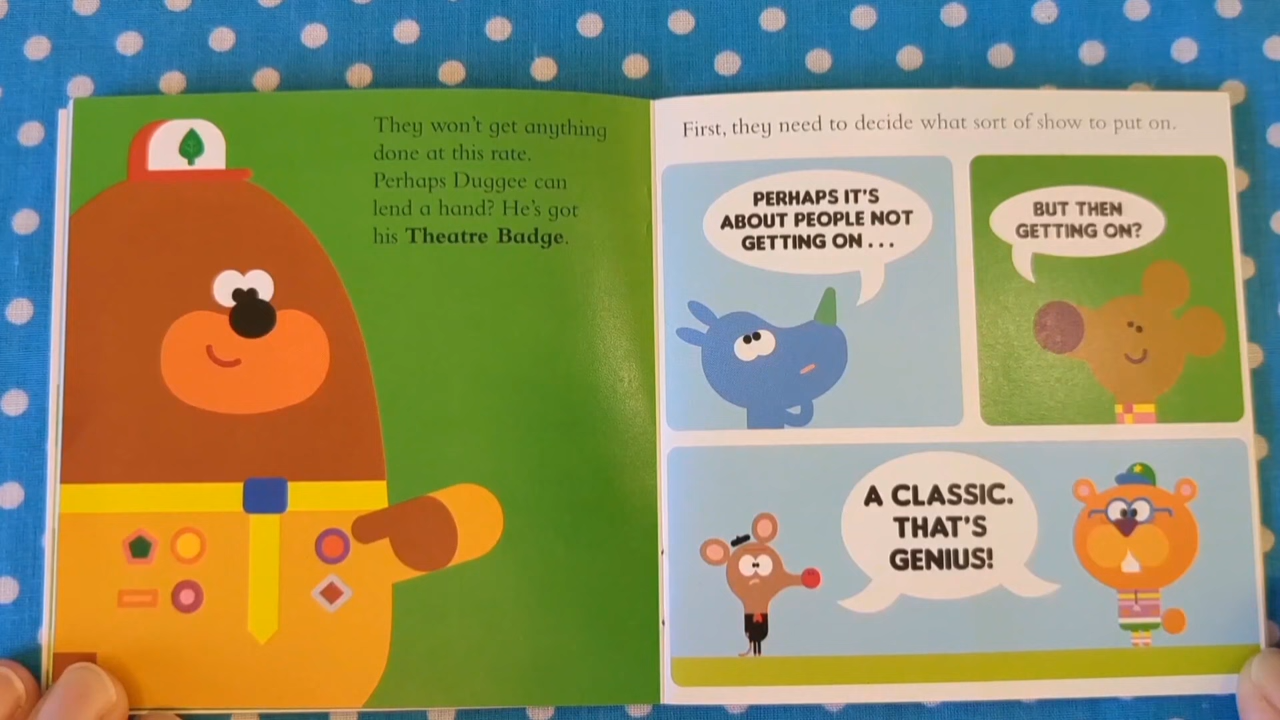 They won't get anything
done at this rate.
Perhaps Duggee can
lend a hand? He's got
his Theatre Badge.
First, they need to decide what sort of show to put on.
PERHAPS IT'S
ABOUT PEOPLE NOT
GETTING ON...
BUT THEN
GETTING ON?
A CLASSIC.
THAT'S
GENIUS!